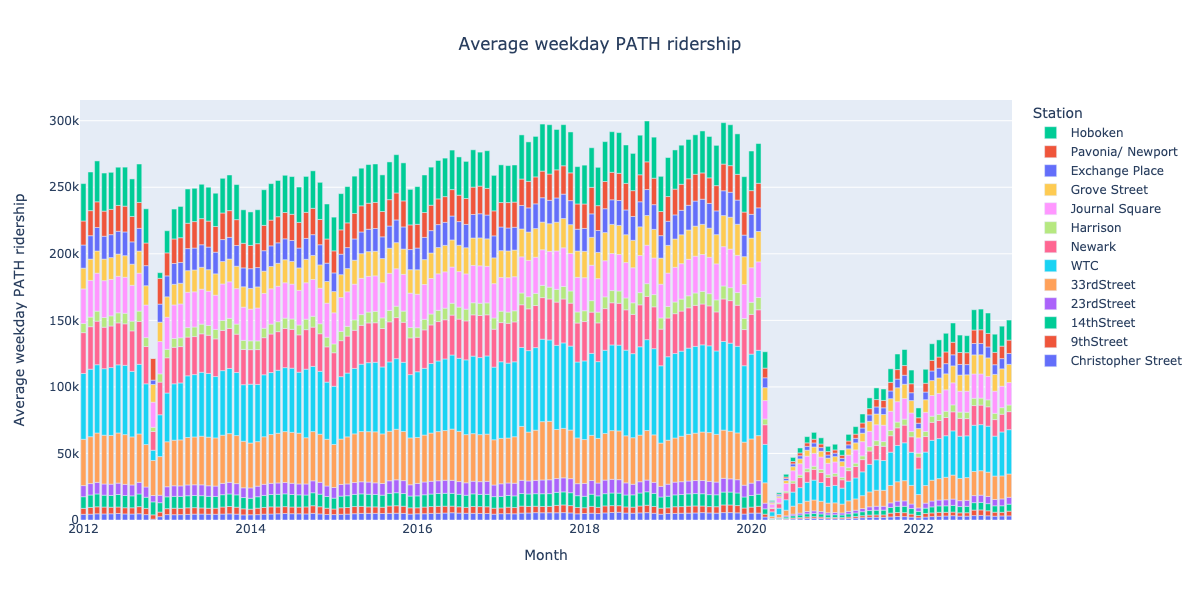 Average weekday PATH ridership
Average weekday PATH ridership
300k
250k
200k
150k
100k
50k
0
2012
2014
2016
2018
2020
2022
Month
Station
Hoboken
Pavonia/ Newport
Exchange Place
Grove Street
Journal Square
Harrison
Newark
WTC
33rdStreet
23rdStreet
14thStreet
9thStreet
Christopher Street